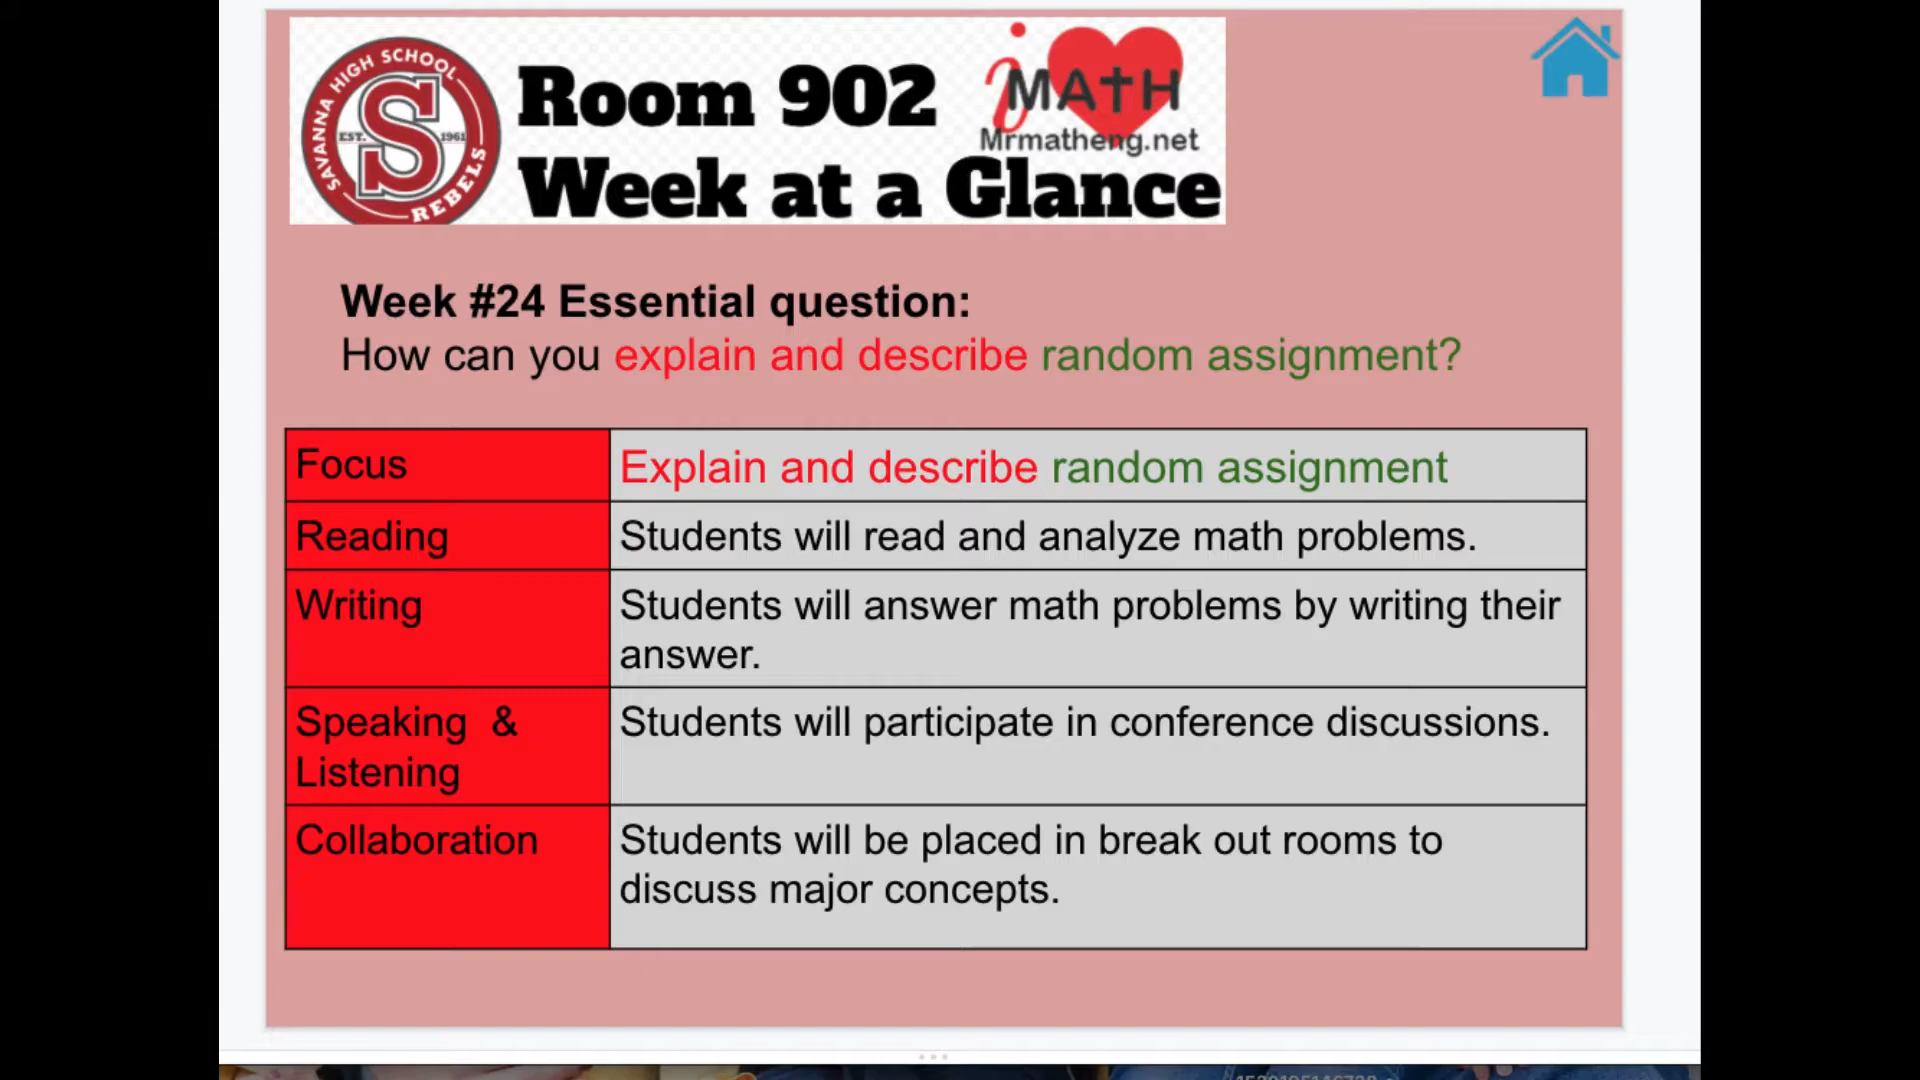 SAVANNA HIGH SCHOOL
EST. 1961
S
REBELS
Room 902
Week at a Glance
i MATH
Mrmatheng.net
Week #24 Essential question:
How can you explain and describe random assignment?
Focus
Explain and describe random assignment
Reading
Students will read and analyze math problems.
Writing
Students will answer math problems by writing their
answer.
Speaking & Listening
Students will participate in conference discussions.
Collaboration
Students will be placed in break out rooms to
discuss major concepts.